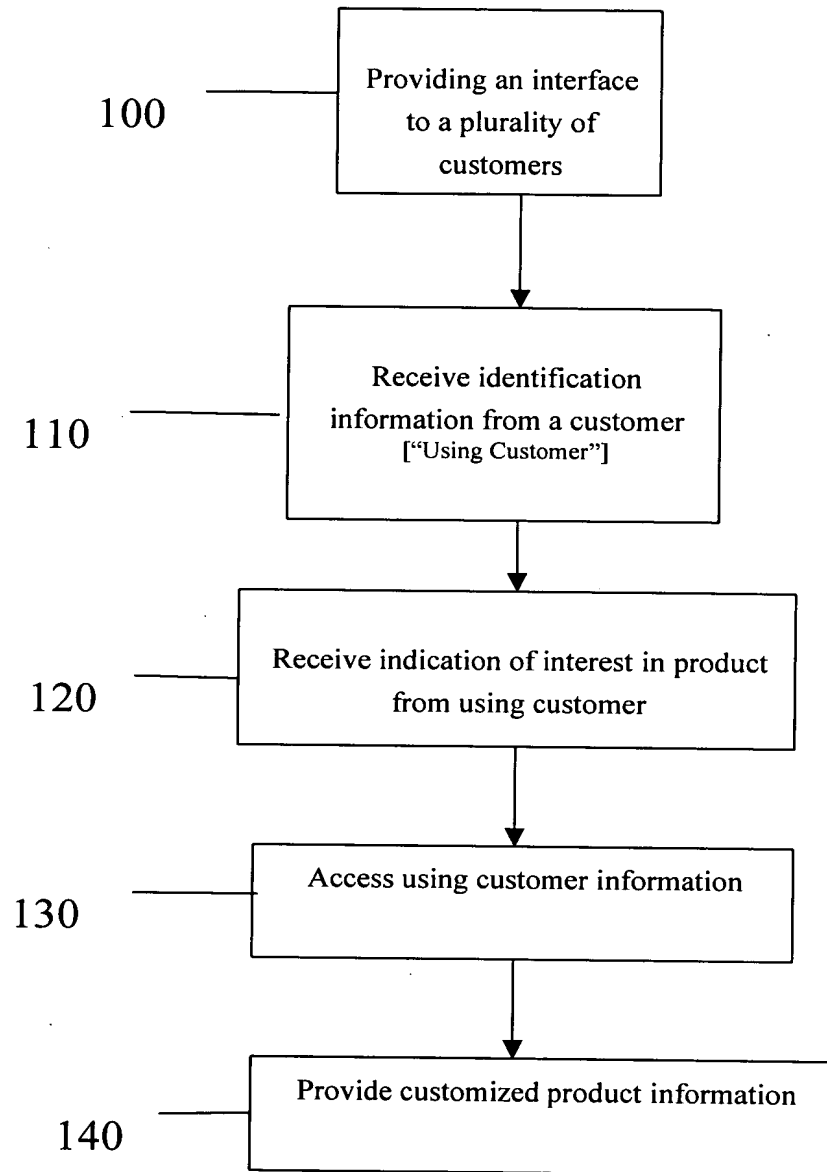 100
Providing an interface
to a plurality of
customers
110
Receive identification
information from a customer
[“Using Customer”]
120
Receive indication of interest in product
from using customer
130
Access using customer information
140
Provide customized product information